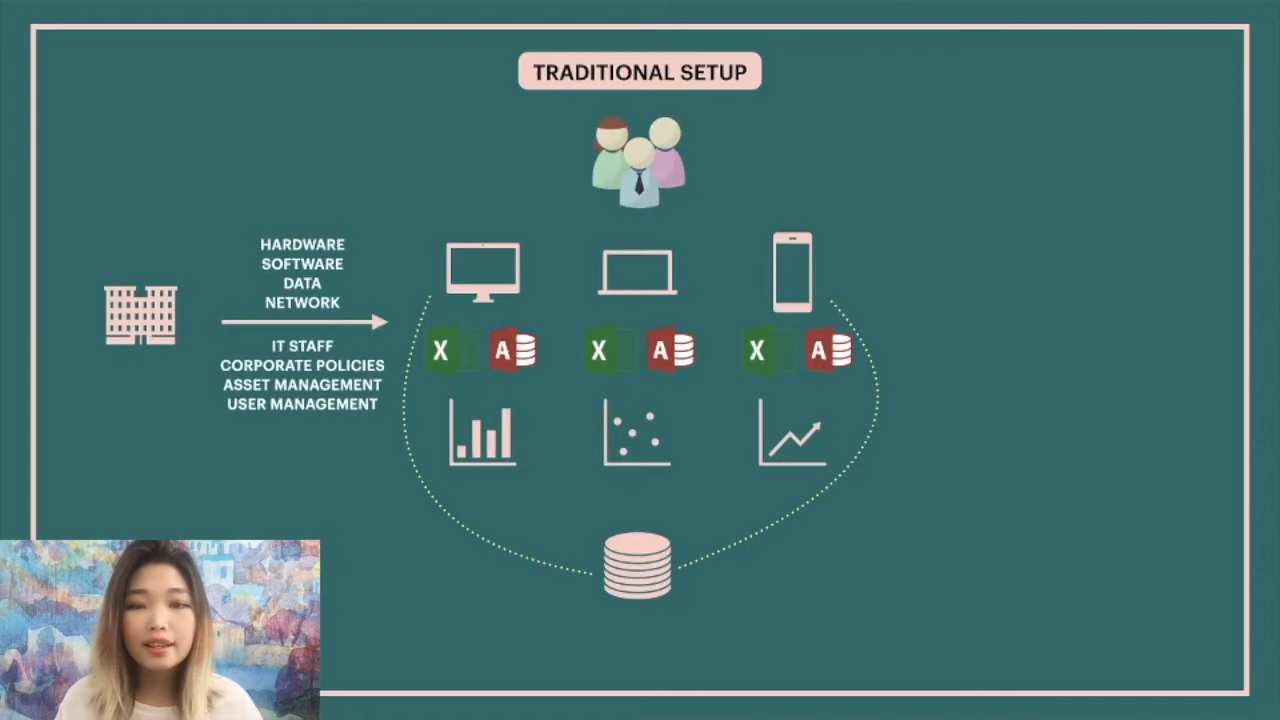 TRADITIONAL SETUP
HARDWARE
SOFTWARE
DATA
NETWORK
IT STAFF
CORPORATE POLICIES
ASSET MANAGEMENT
USER MANAGEMENT
X A X A X A